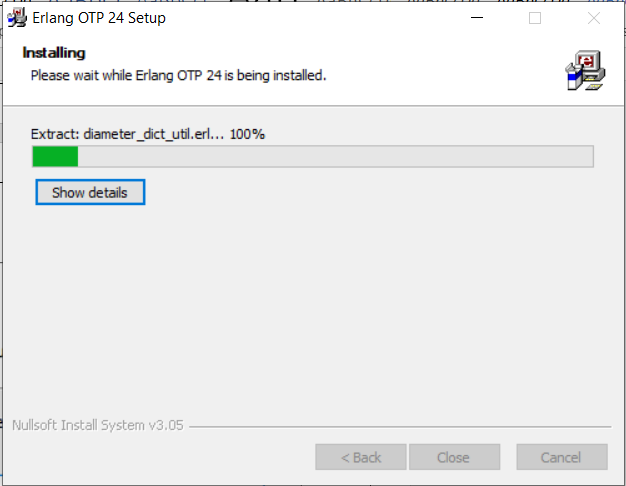 Erlang OTP 24 Setup
Installing
Please wait while Erlang OTP 24 is being installed.
Extract: diameter_dict_util.erl... 100%
Show details
Nullsoft Install System v3.05
< Back
Close
Cancel